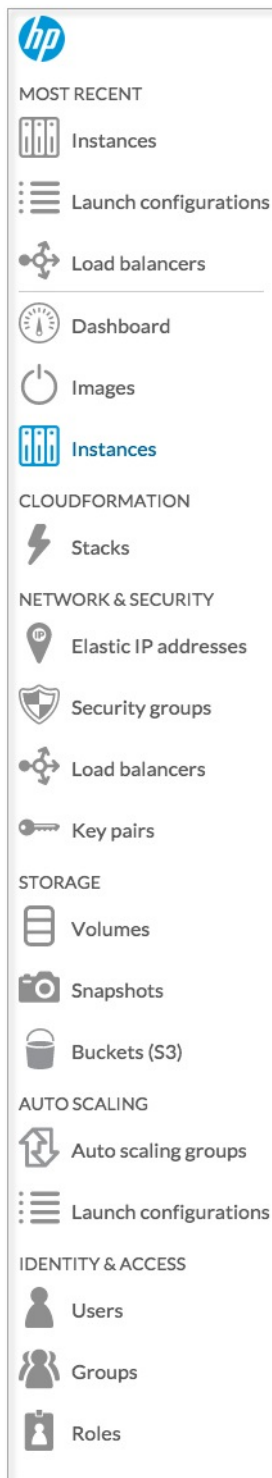 hp
MOST RECENT
Instances
Launch configurations
Load balancers
Dashboard
Images
Instances
CLOUDFORMATION
Stacks
NETWORK & SECURITY
IP
Elastic IP addresses
Security groups
Load balancers
Key pairs
STORAGE
Volumes
Snapshots
Buckets (S3)
AUTO SCALING
Auto scaling groups
Launch configurations
IDENTITY & ACCESS
Users
Groups
Roles